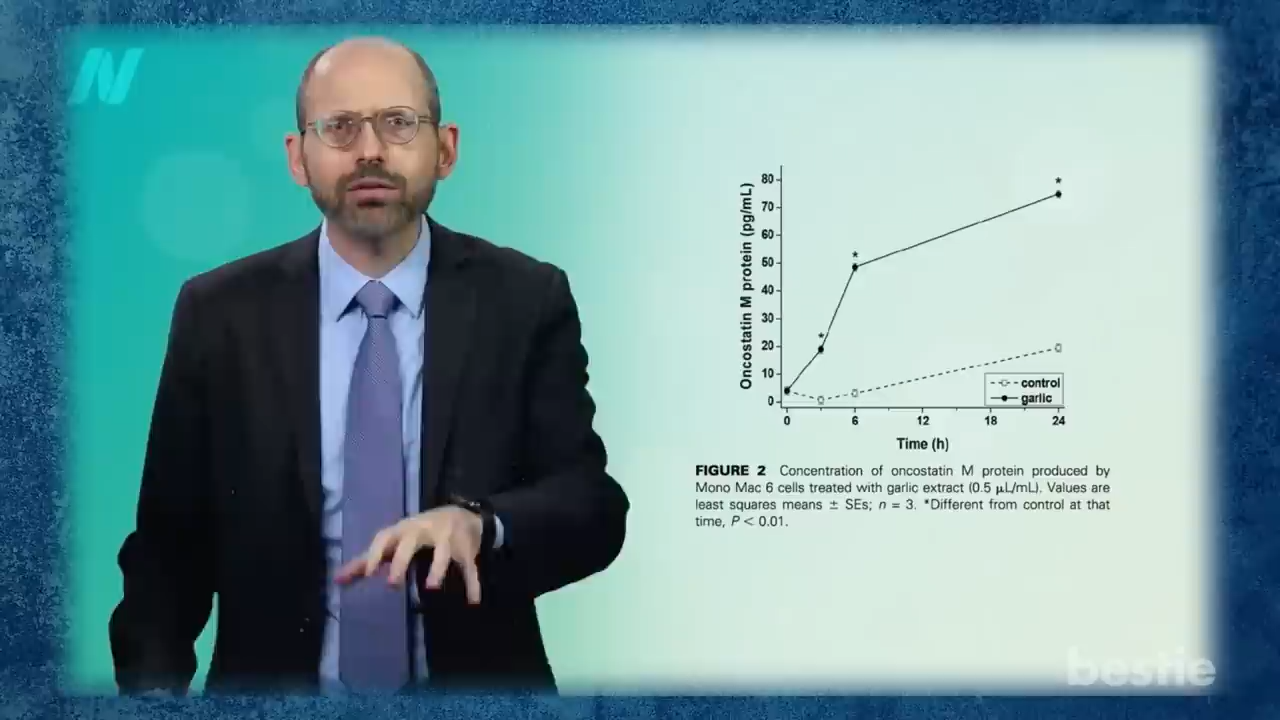 N
80
70
60
50
40
30
20
10
0
Oncostatin M protein (pg/mL)
*
*
*
*
control
garlic
0
6
12
18
24
Time (h)
FIGURE 2 Concentration of oncostatin M protein produced by
Mono Mac 6 cells treated with garlic extract (0.5 μL/mL). Values are
least squares means ± SEs; n = 3. *Different from control at that
time, P < 0.01.
bestie